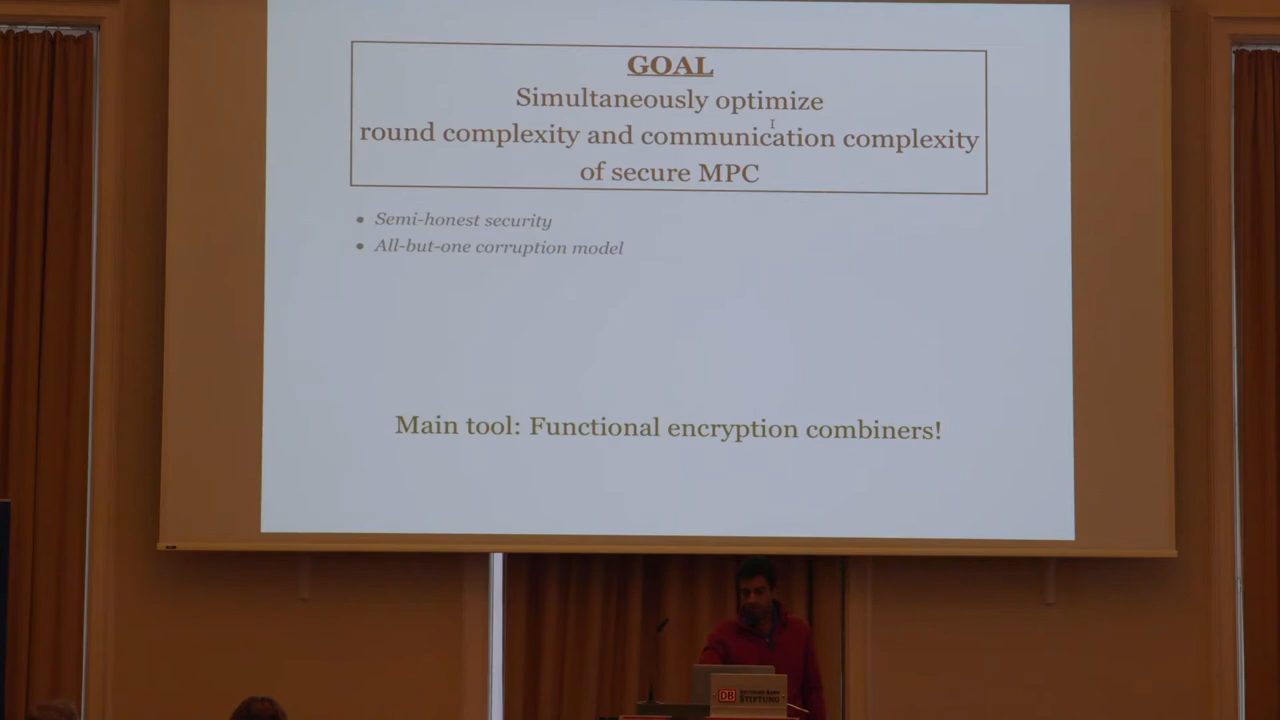 GOAL
Simultaneously optimize
round complexity and communication complexity
of secure MPC
• Semi-honest security
• All-but-one corruption model
Main tool: Functional encryption combiners!
DB
STIFTUNG